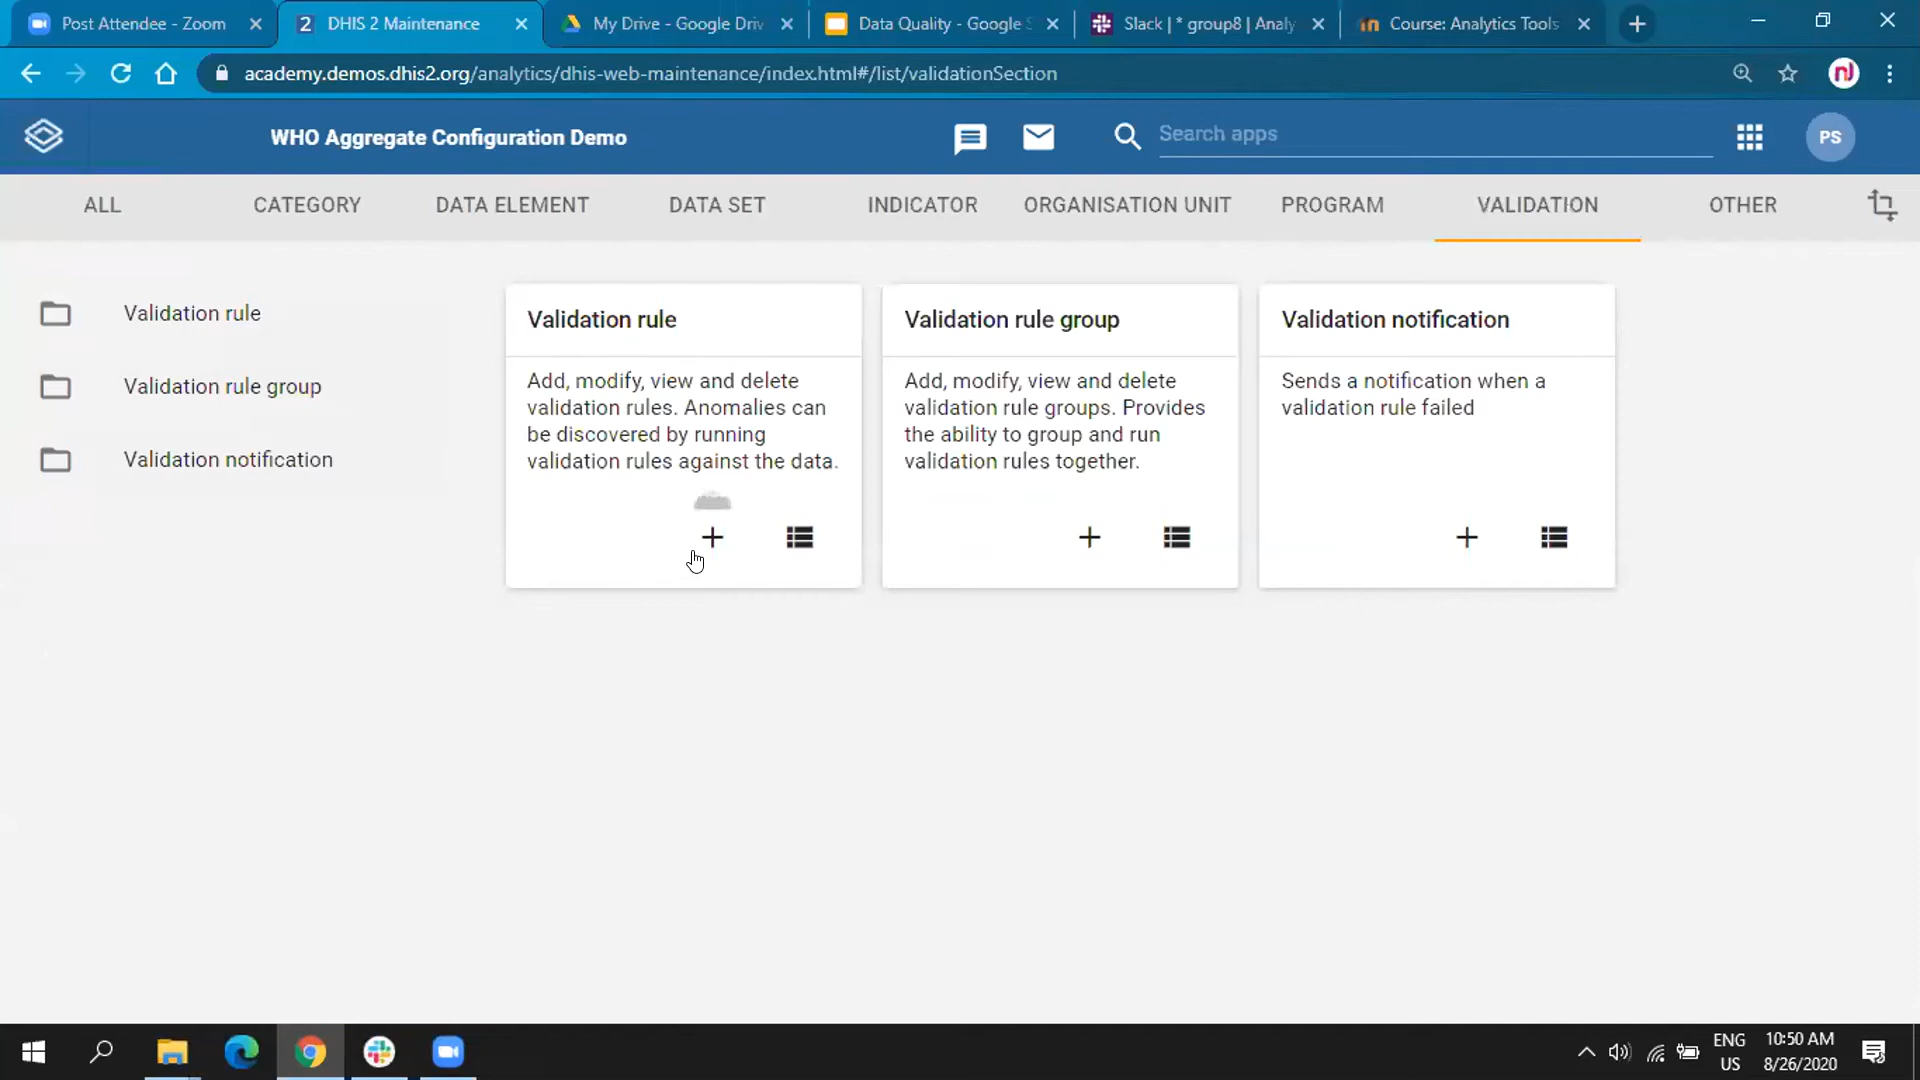 Post Attendee - Zoom
2 DHIS 2 Maintenance
My Drive - Google Driv
Data Quality - Google S
Slack | * group8 | Analy
Course: Analytics Tools
academy.demos.dhis2.org/analytics/dhis-web-maintenance/index.html#/list/validationSection
WHO Aggregate Configuration Demo
Search apps
PS
ALL
CATEGORY
DATA ELEMENT
DATA SET
INDICATOR
ORGANISATION UNIT
PROGRAM
VALIDATION
OTHER
Validation rule
Validation rule group
Validation notification
Validation rule
Add, modify, view and delete
validation rules. Anomalies can
be discovered by running
validation rules against the data.
Validation rule group
Add, modify, view and delete
validation rule groups. Provides
the ability to group and run
validation rules together.
Validation notification
Sends a notification when a
validation rule failed
ENG
US
10:50 AM
8/26/2020